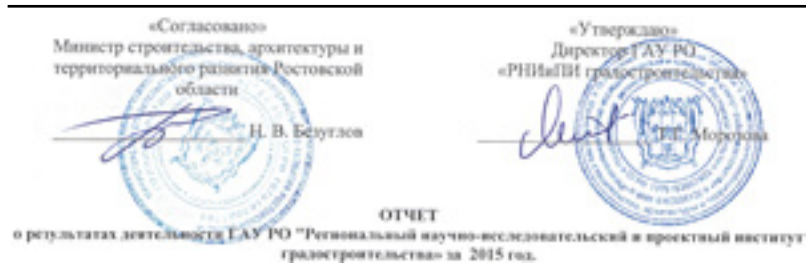 «Согласовано»
Министр строительства, архитектуры и
территориального развития Ростовской
области
Н. В. Безуглов
«Утверждаю»
Директор ГАУ РО
«РНИиПИ градостроительства»
Морозова
ОТЧЕТ
о результатах деятельности ГАУ РО "Региональный научно-исследовательский и проектный институт
градостроительства» за 2015 год.